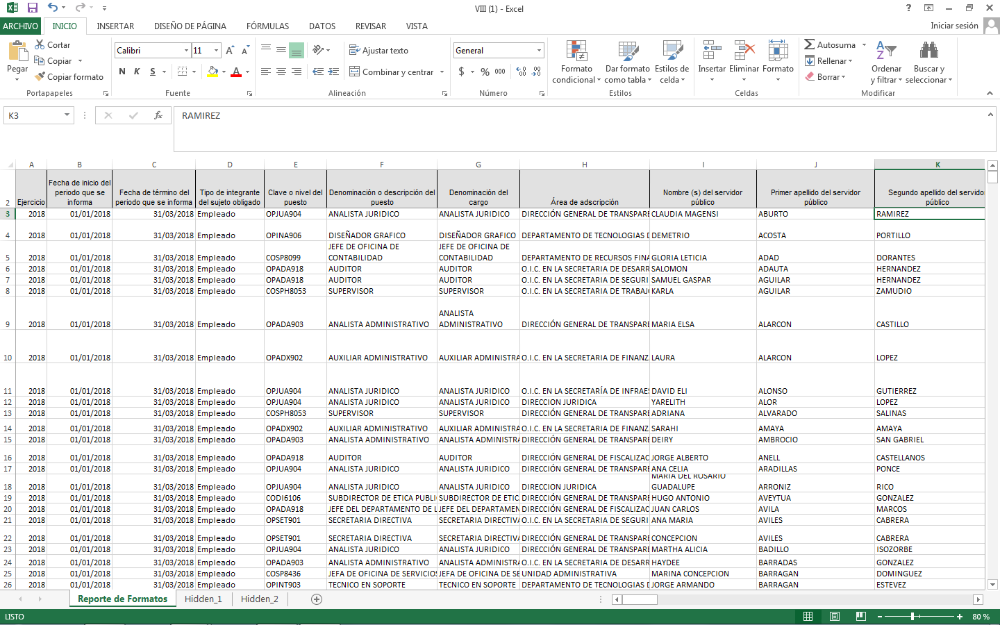 VIII (1) - Excel
ARCHIVO INICIO INSERTAR DISEÑO DE PÁGINA FÓRMULAS DATOS REVISAR VISTA Iniciar sesión
Pegar
Cortar
Copiar
Copiar formato
Portapapeles
Calibri 11
N K S
Fuente
Ajustar texto
Combinar y centrar
Alineación
General
$ % 000
Número
Formato condicional
Dar formato como tabla
Estilos de celda
Estilos
Insertar Eliminar Formato
Celdas
Autosuma
Rellenar
Borrar
Ordenar y filtrar
Buscar y seleccionar
Modificar
K3 fx RAMIREZ
A B C D E F G H I J K
2 Ejercicio Fecha de inicio del periodo que se informa Fecha de término del periodo que se informa Tipo de integrante del sujeto obligado Clave o nivel del puesto Denominación o descripción del puesto Denominación del cargo Área de adscripción Nombre (s) del servidor público Primer apellido del servidor público Segundo apellido del servido público
3 2018 01/01/2018 31/03/2018 Empleado OPJUA904 ANALISTA JURIDICO ANALISTA JURIDICO DIRECCIÓN GENERAL DE TRANSPARE CLAUDIA MAGENSI ABURTO RAMIREZ
4 2018 01/01/2018 31/03/2018 Empleado OPINA906 DISEÑADOR GRAFICO DISEÑADOR GRAFICO DEPARTAMENTO DE TECNOLOGIAS D DEMETRIO ACOSTA PORTILLO
5 2018 01/01/2018 31/03/2018 Empleado COSP8099 JEFE DE OFICINA DE CONTABILIDAD JEFE DE OFICINA DE CONTABILIDAD DEPARTAMENTO DE RECURSOS FINA GLORIA LETICIA ADAD DORANTES
6 2018 01/01/2018 31/03/2018 Empleado OPADA918 AUDITOR AUDITOR O.I.C. EN LA SECRETARIA DE DESARR SALOMON ADAUTA HERNANDEZ
7 2018 01/01/2018 31/03/2018 Empleado OPADA918 AUDITOR AUDITOR O.I.C. EN LA SECRETARIA DE SEGURI SAMUEL GASPAR AGUILAR HERNANDEZ
8 2018 01/01/2018 31/03/2018 Empleado COSPH8053 SUPERVISOR SUPERVISOR O.I.C. EN LA SECRETARIA DE TRABAJ KARLA AGUILAR ZAMUDIO
9 2018 01/01/2018 31/03/2018 Empleado OPADA903 ANALISTA ADMINISTRATIVO ANALISTA ADMINISTRATIVO DIRECCIÓN GENERAL DE TRANSPARE MARIA ELSA ALARCON CASTILLO
10 2018 01/01/2018 31/03/2018 Empleado OPADX902 AUXILIAR ADMINISTRATIVO AUXILIAR ADMINISTRA O.I.C. EN LA SECRETARIA DE FINANZ LAURA ALARCON LOPEZ
11 2018 01/01/2018 31/03/2018 Empleado OPJUA904 ANALISTA JURIDICO ANALISTA JURIDICO O.I.C. EN LA SECRETARÍA DE INFRAES DAVID ELI ALONSO GUTIERREZ
12 2018 01/01/2018 31/03/2018 Empleado OPJUA904 ANALISTA JURIDICO ANALISTA JURIDICO DIRECCION JURIDICA YARELITH ALOR LOPEZ
13 2018 01/01/2018 31/03/2018 Empleado COSPH8053 SUPERVISOR SUPERVISOR DIRECCIÓN GENERAL DE TRANSPARE ADRIANA ALVARADO SALINAS
14 2018 01/01/2018 31/03/2018 Empleado OPADX902 AUXILIAR ADMINISTRATIVO AUXILIAR ADMINISTRA O.I.C. EN LA SECRETARIA DE FINANZ SARAHI AMAYA AMAYA
15 2018 01/01/2018 31/03/2018 Empleado OPADA903 ANALISTA ADMINISTRATIVO ANALISTA ADMINISTRA DIRECCIÓN GENERAL DE TRANSPARE DEIRY AMBROCIO SAN GABRIEL
16 2018 01/01/2018 31/03/2018 Empleado OPADA918 AUDITOR AUDITOR DIRECCIÓN GENERAL DE FISCALIZAC JORGE ALBERTO ANELL CASTELLANOS
17 2018 01/01/2018 31/03/2018 Empleado OPJUA904 ANALISTA JURIDICO ANALISTA JURIDICO DIRECCIÓN GENERAL DE TRANSPARE ANA CELIA ARADILLAS PONCE
18 2018 01/01/2018 31/03/2018 Empleado OPJUA904 ANALISTA JURIDICO ANALISTA JURIDICO DIRECCION JURIDICA MARIA DEL ROSARIO GUADALUPE ARRONIZ RICO
19 2018 01/01/2018 31/03/2018 Empleado CODI6106 SUBDIRECTOR DE ETICA PUBLI SUBDIRECTOR DE ETIC DIRECCIÓN GENERAL DE TRANSPARE HUGO ANTONIO AVEYTUA GONZALEZ
20 2018 01/01/2018 31/03/2018 Empleado OPADA918 JEFE DEL DEPARTAMENTO DE L JEFE DEL DEPARTAMEN DIRECCIÓN GENERAL DE FISCALIZAC JUAN CARLOS AVILA MARCOS
21 2018 01/01/2018 31/03/2018 Empleado OPSET901 SECRETARIA DIRECTIVA SECRETARIA DIRECTIVA O.I.C. EN LA SECRETARIA DE SEGURI ANA MARIA AVILES CABRERA
22 2018 01/01/2018 31/03/2018 Empleado OPSET901 SECRETARIA DIRECTIVA SECRETARIA DIRECTIVA DIRECCIÓN GENERAL DE TRANSPARE CONCEPCION AVILES CABRERA
23 2018 01/01/2018 31/03/2018 Empleado OPJUA904 ANALISTA JURIDICO ANALISTA JURIDICO DIRECCIÓN GENERAL DE TRANSPARE MARTHA ALICIA BADILLO ISOZORBE
24 2018 01/01/2018 31/03/2018 Empleado OPADA903 ANALISTA ADMINISTRATIVO ANALISTA ADMINISTRA O.I.C. EN LA SECRETARIA DE DESARR HAYDEE BARRADAS GONZALEZ
25 2018 01/01/2018 31/03/2018 Empleado COSP8436 JEFA DE OFICINA DE SERVICIO JEFA DE OFICINA DE SE UNIDAD ADMINISTRATIVA MARINA CONCEPCION BARRAGAN DOMINGUEZ
26 2018 01/01/2018 31/03/2018 Empleado OPINT903 TECNICO EN SOPORTE TECNICO EN SOPORTE DEPARTAMENTO DE TECNOLOGIAS D JORGE ARMANDO BARRAGAN ESTEVEZ
Reporte de Formatos Hidden_1 Hidden_2
LISTO 80 %